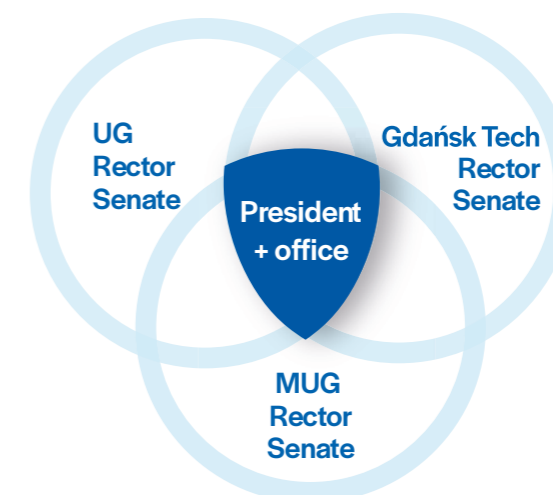 UG
Rector
Senate
Gdańsk Tech
Rector
Senate
President
+ office
MUG
Rector
Senate